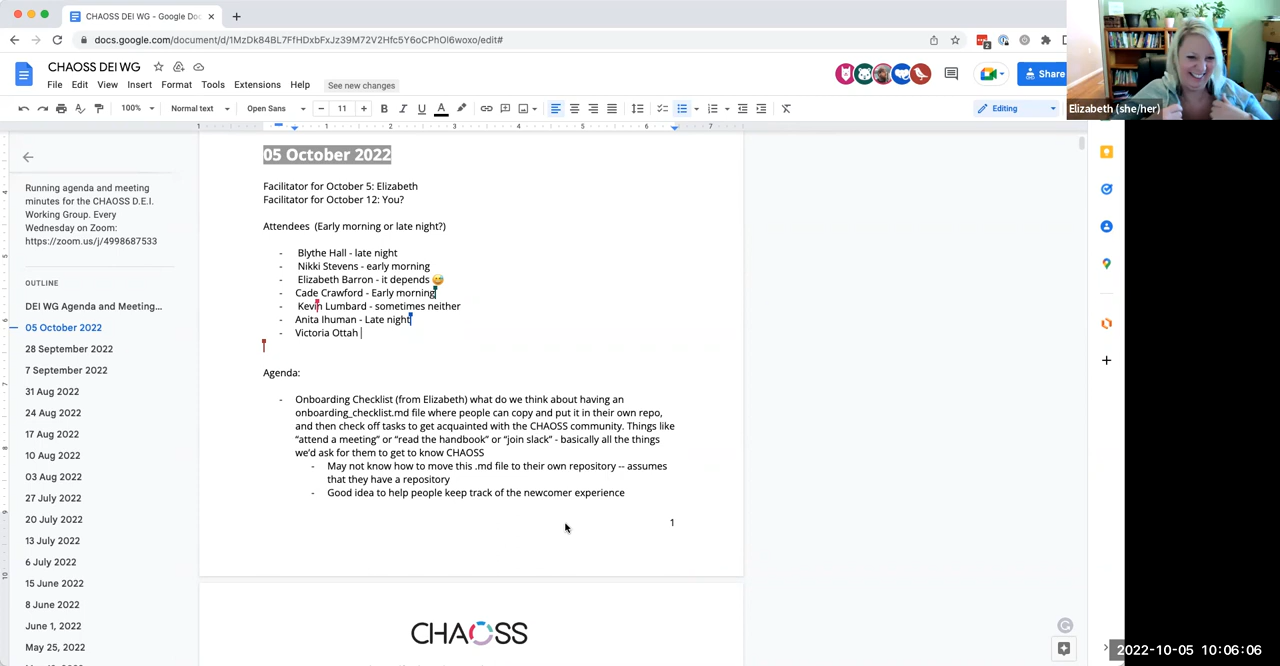 CHAOSS DEI WG - Google Doc
docs.google.com/document/d/1MzDk84BL7FfHDxbFxJz39M72V2Hfc5Y6oCPhOl6woxo/edit#
CHAOSS DEI WG
File Edit View Insert Format Tools Extensions Help See new changes
Share
100% Normal text Open Sans 11 Editing
Elizabeth (she/her)
Running agenda and meeting
minutes for the CHAOSS D.E.I.
Working Group. Every
Wednesday on Zoom:
https://zoom.us/j/4998687533
OUTLINE
DEI WG Agenda and Meeting...
05 October 2022
28 September 2022
7 September 2022
31 Aug 2022
24 Aug 2022
17 Aug 2022
10 Aug 2022
03 Aug 2022
27 July 2022
20 July 2022
13 July 2022
6 July 2022
15 June 2022
8 June 2022
June 1, 2022
May 25, 2022
05 October 2022
Facilitator for October 5: Elizabeth
Facilitator for October 12: You?
Attendees (Early morning or late night?)
- Blythe Hall - late night
- Nikki Stevens - early morning
- Elizabeth Barron - it depends 😅
- Cade Crawford - Early morning
- Kevin Lumbard - sometimes neither
- Anita Ihuman - Late night
- Victoria Ottah
Agenda:
- Onboarding Checklist (from Elizabeth) what do we think about having an
onboarding_checklist.md file where people can copy and put it in their own repo,
and then check off tasks to get acquainted with the CHAOSS community. Things like
“attend a meeting” or “read the handbook” or “join slack” - basically all the things
we’d ask for them to get to know CHAOSS
- May not know how to move this .md file to their own repository -- assumes
that they have a repository
- Good idea to help people keep track of the newcomer experience
1
CHAOSS
2022-10-05 10:06:06